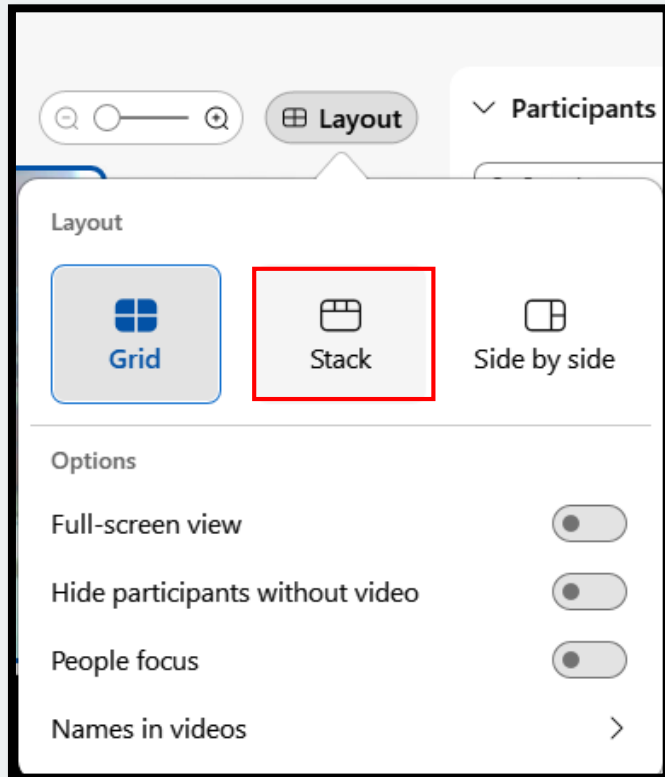 Layout
Participants
Layout
Grid
Stack
Side by side
Options
Full-screen view
Hide participants without video
People focus
Names in videos